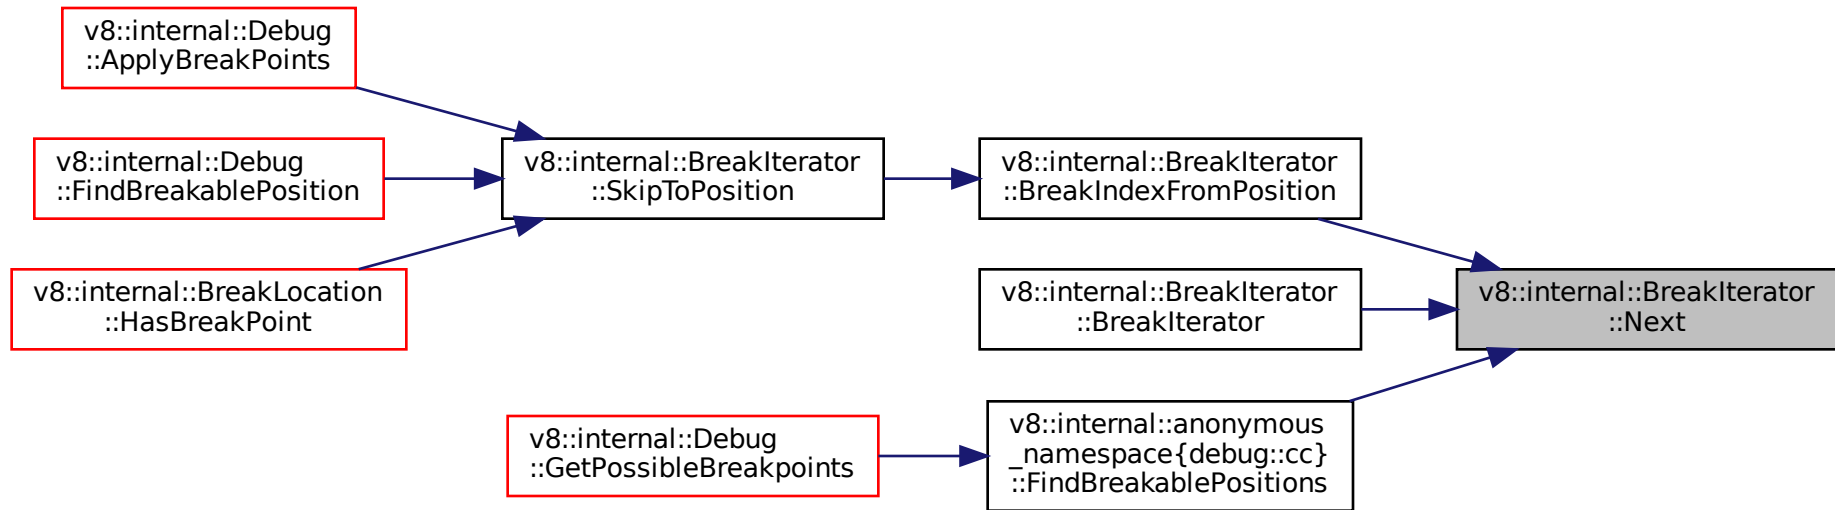 v8::internal::Debug
::ApplyBreakPoints
v8::internal::Debug
::FindBreakablePosition
v8::internal::BreakLocation
::HasBreakPoint
v8::internal::BreakIterator
::SkipToPosition
v8::internal::Debug
::GetPossibleBreakpoints
v8::internal::BreakIterator
::BreakIndexFromPosition
v8::internal::BreakIterator
::BreakIterator
v8::internal::anonymous
_namespace{debug::cc}
::FindBreakablePositions
v8::internal::BreakIterator
::Next